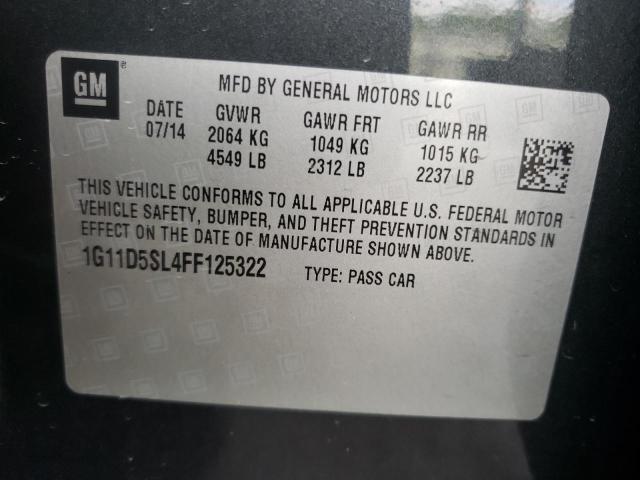 GM®
MFD BY GENERAL MOTORS LLC
DATE GVWR GAWR FRT GAWR RR
07/14 2064 KG 1049 KG 1015 KG
4549 LB 2312 LB 2237 LB
THIS VEHICLE CONFORMS TO ALL APPLICABLE U.S. FEDERAL MOTOR
VEHICLE SAFETY, BUMPER, AND THEFT PREVENTION STANDARDS IN
EFFECT ON THE DATE OF MANUFACTURE SHOWN ABOVE.
1G11D5SL4FF125322 TYPE: PASS CAR